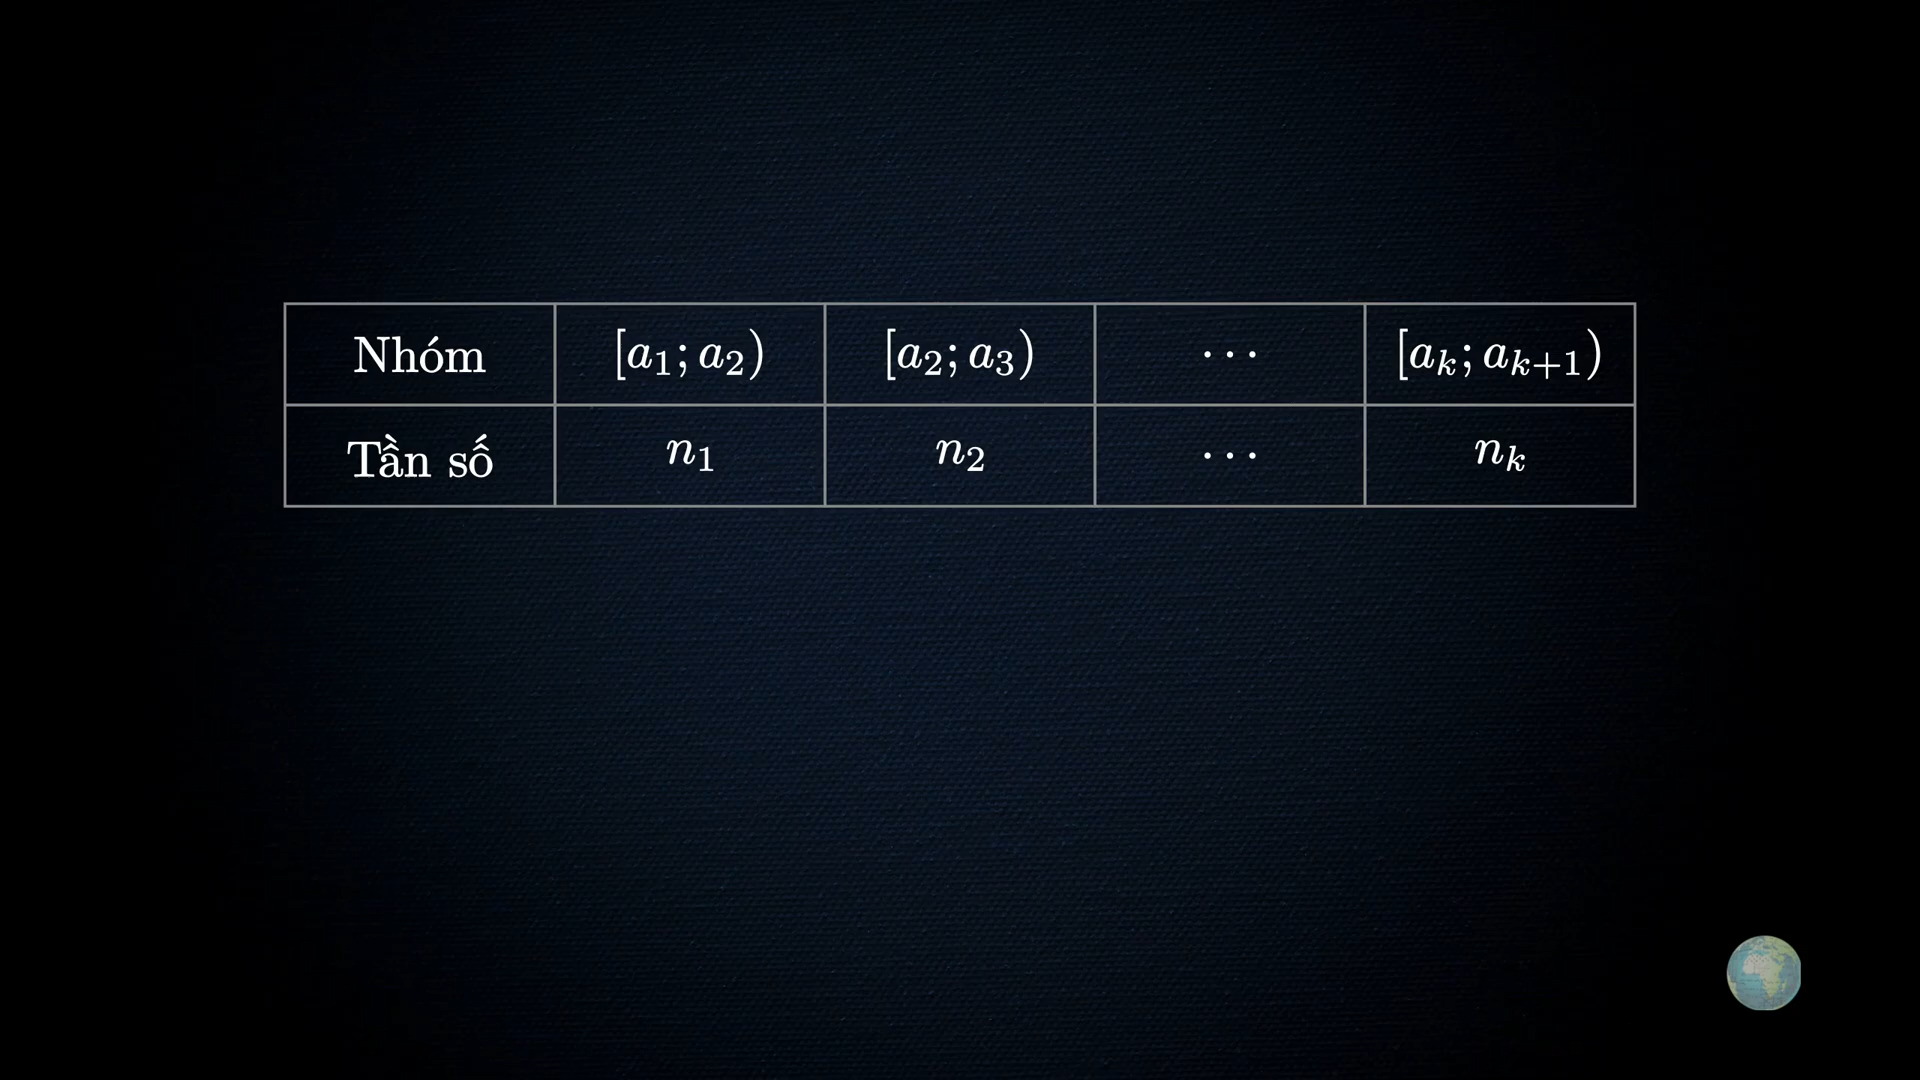 Nhóm [a₁; a₂) [a₂; a₃) ⋯ [aₖ; aₖ₊₁)
Tần số n₁ n₂ ⋯ nₖ